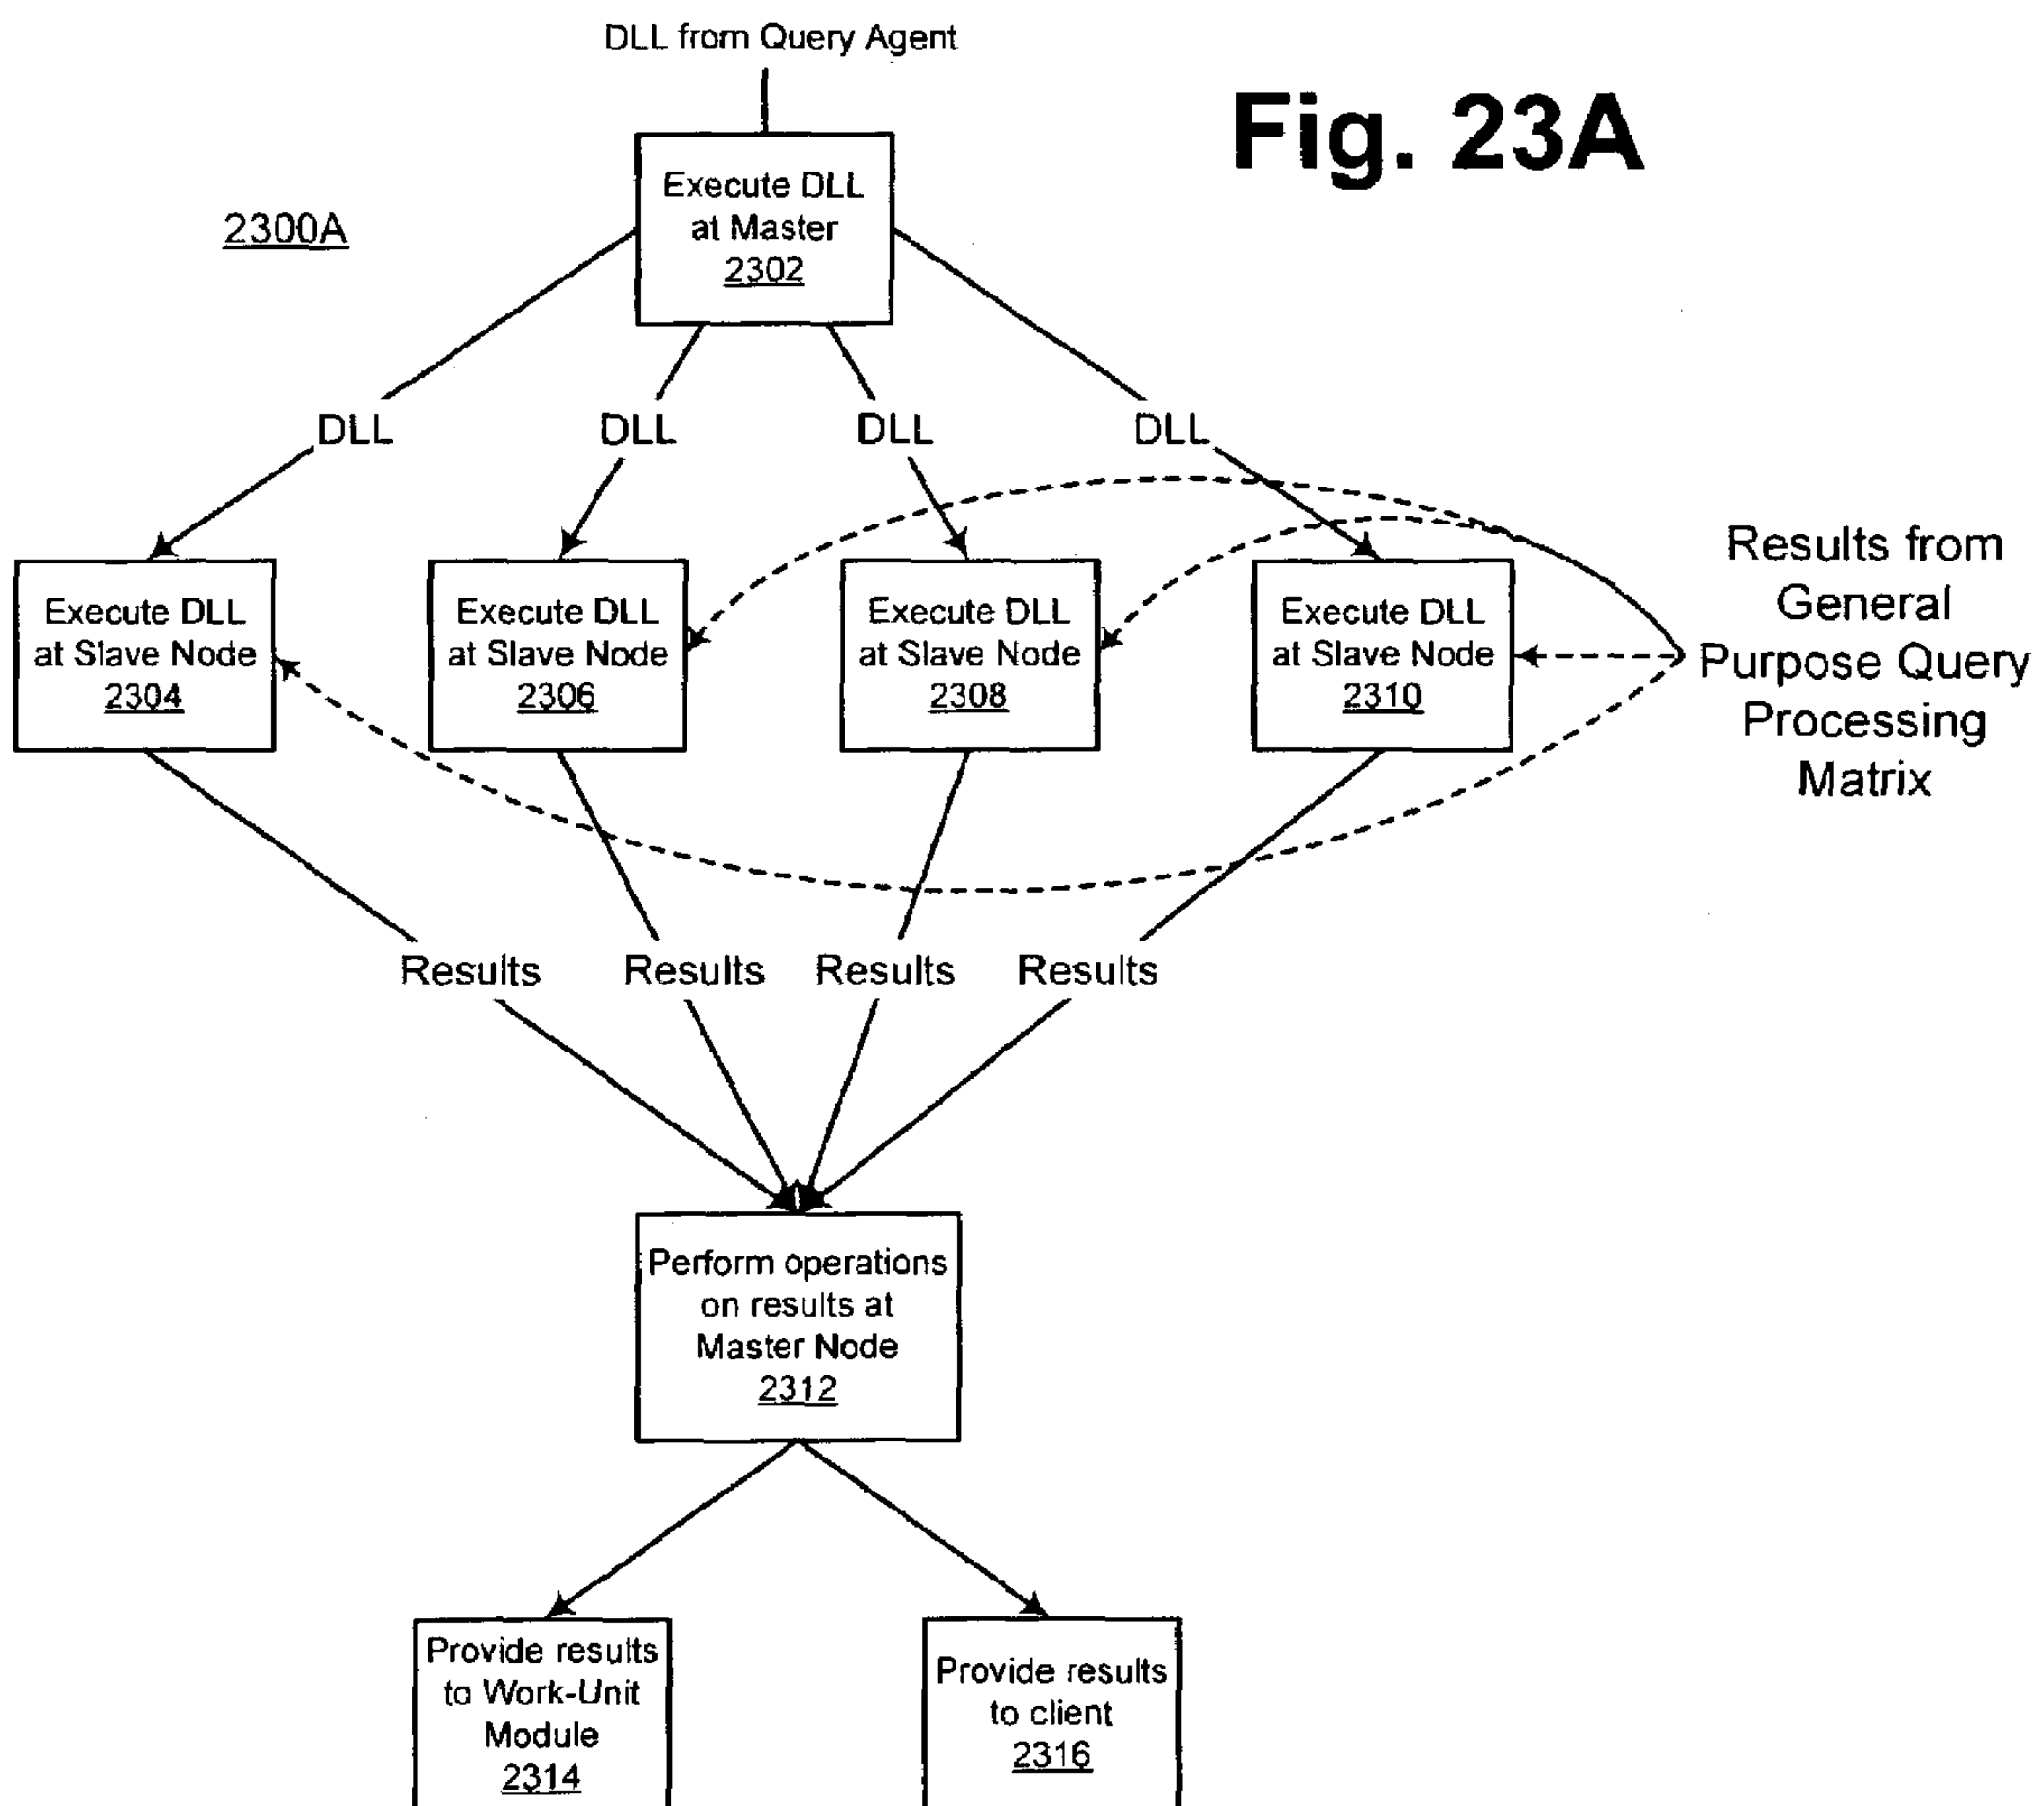 DLL from Query Agent
Fig. 23A
2300A
Execute DLL
at Master
2302
DLL
DLL
DLL
DLL
Results from
General
Purpose Query
Processing
Matrix
Execute DLL
at Slave Node
2304
Execute DLL
at Slave Node
2306
Execute DLL
at Slave Node
2308
Execute DLL
at Slave Node
2310
Results
Results
Results
Results
Perform operations
on results at
Master Node
2312
Provide results
to Work-Unit
Module
2314
Provide results
to client
2316